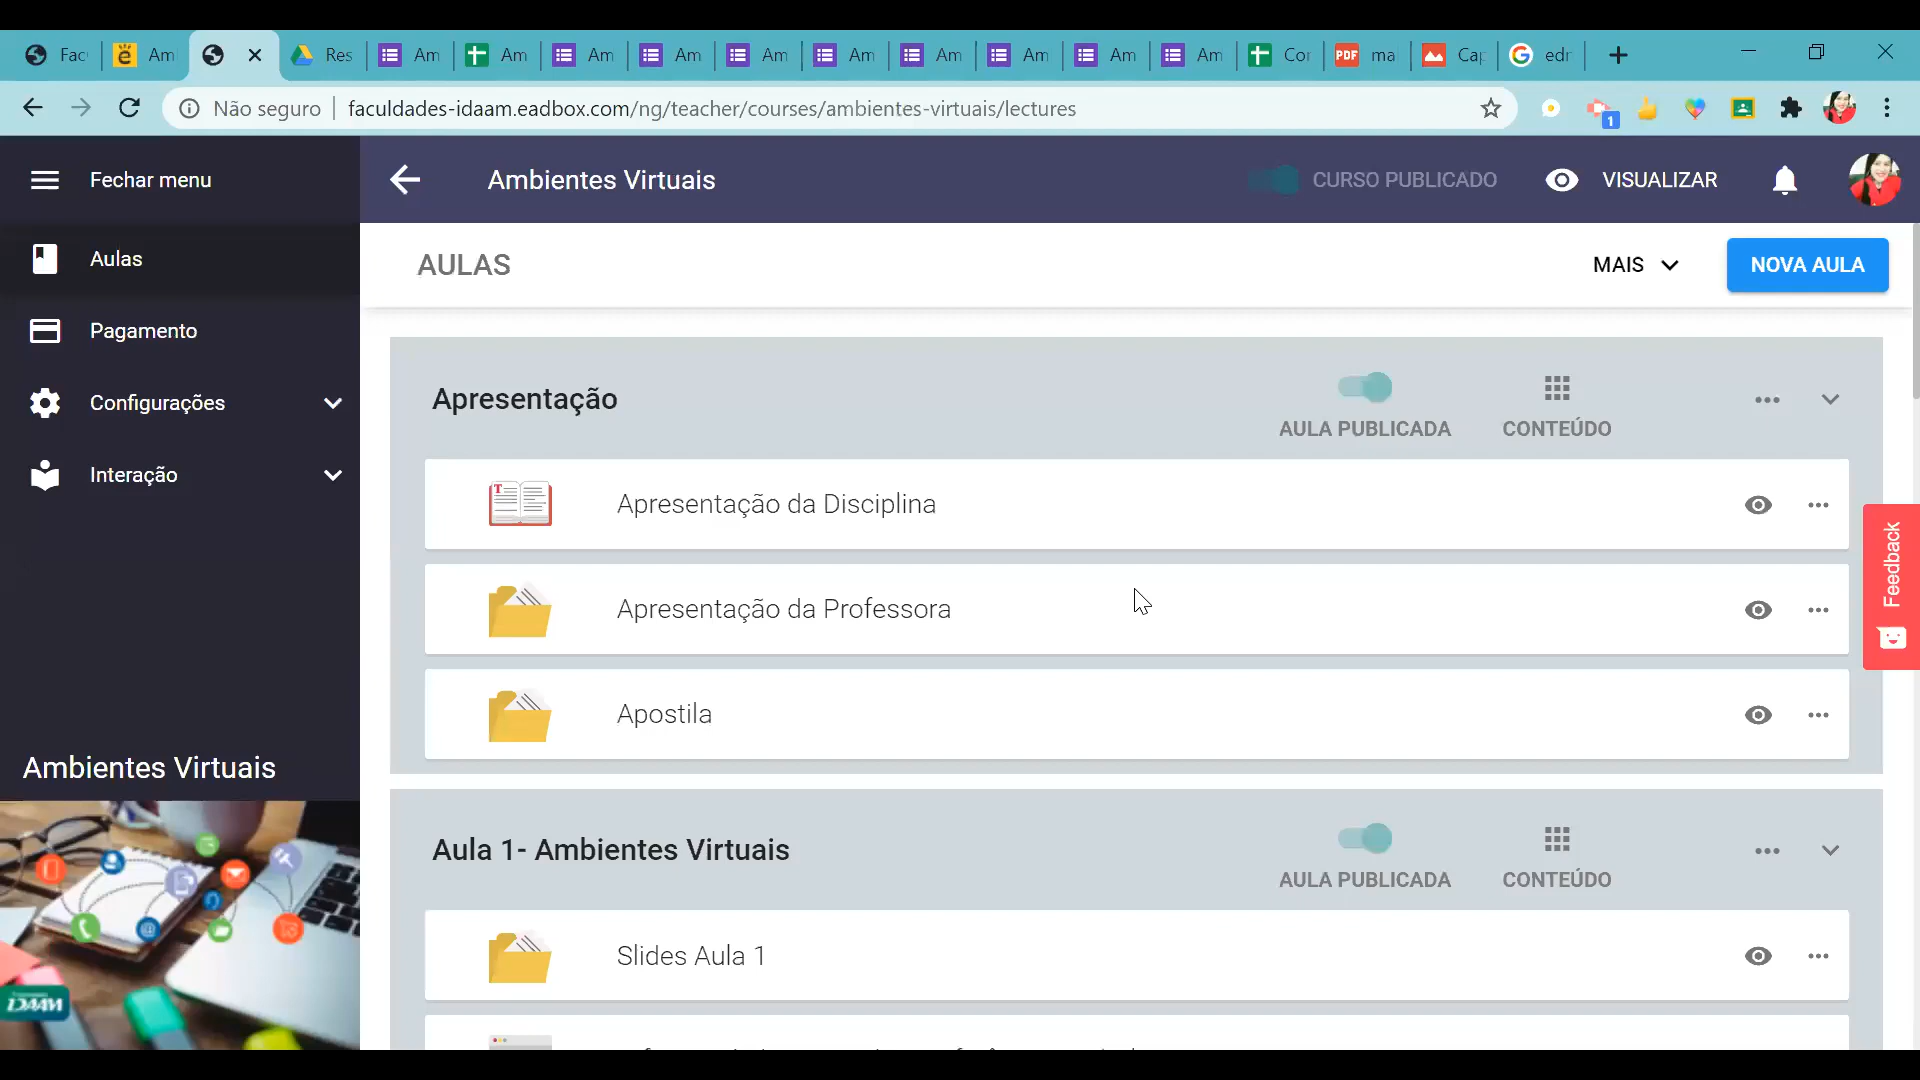 Fac
Am
Res
Am
Am
Am
Am
Am
Am
Am
Am
Am
Am
Cor
PDF
ma
Cap
edr
Não seguro
faculdades-idaam.eadbox.com/ng/teacher/courses/ambientes-virtuais/lectures
1
Fechar menu
Ambientes Virtuais
CURSO PUBLICADO
VISUALIZAR
Aulas
AULAS
MAIS
NOVA AULA
Pagamento
Configurações
Interação
Apresentação
AULA PUBLICADA
CONTEÚDO
Apresentação da Disciplina
Apresentação da Professora
Apostila
Feedback
Ambientes Virtuais
IDAAM
Aula 1- Ambientes Virtuais
AULA PUBLICADA
CONTEÚDO
Slides Aula 1